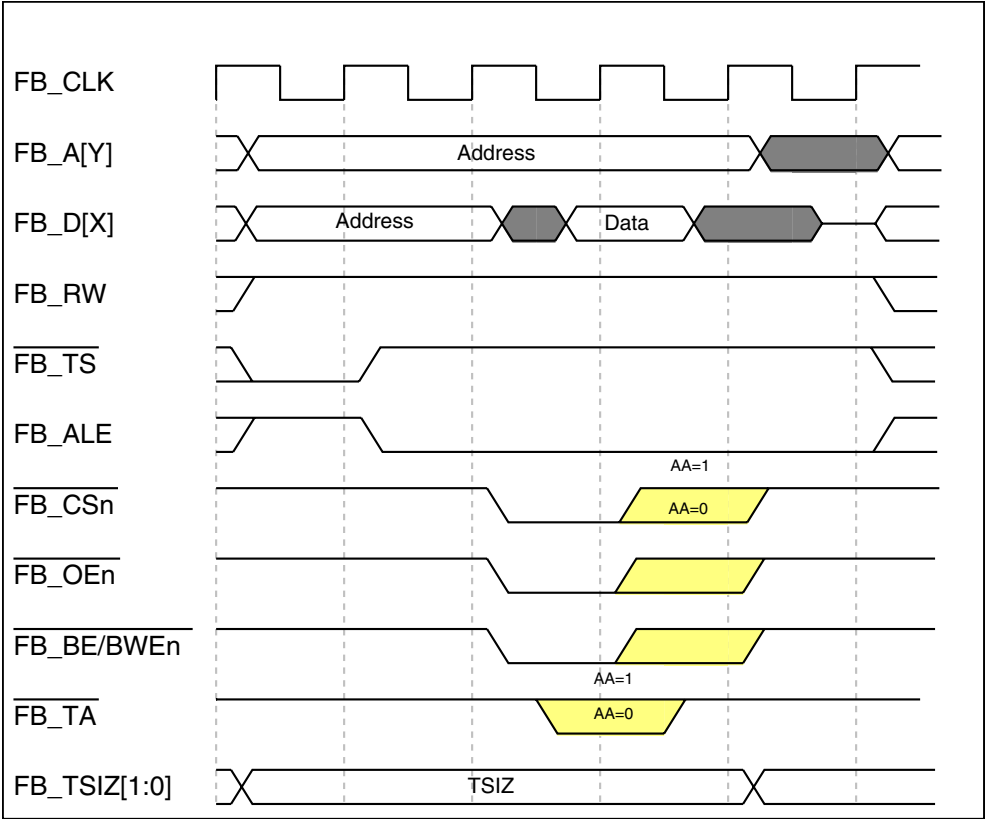 FB_CLK
FB_A[Y]
Address
FB_D[X]
Address
Data
FB_RW
FB_TS
FB_ALE
AA=1
FB_CSn
AA=0
FB_OEn
FB_BE/BWEn
AA=1
FB_TA
AA=0
FB_TSIZ[1:0]
TSIZ